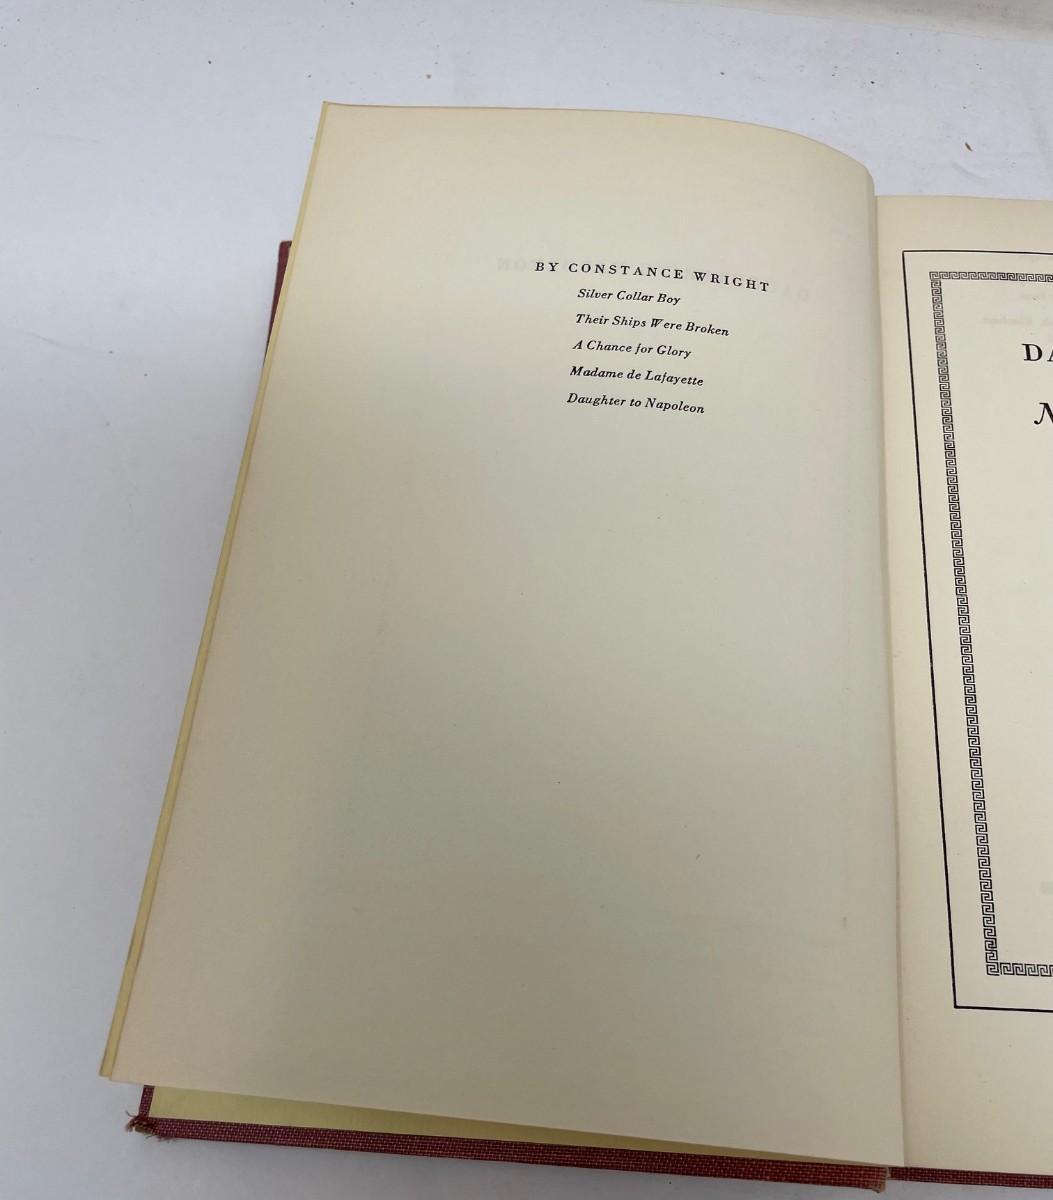 BY CONSTANCE WRIGHT
Silver Collar Boy
Their Ships Were Broken
A Chance for Glory
Madame de Lafayette
Daughter to Napoleon
DA
N